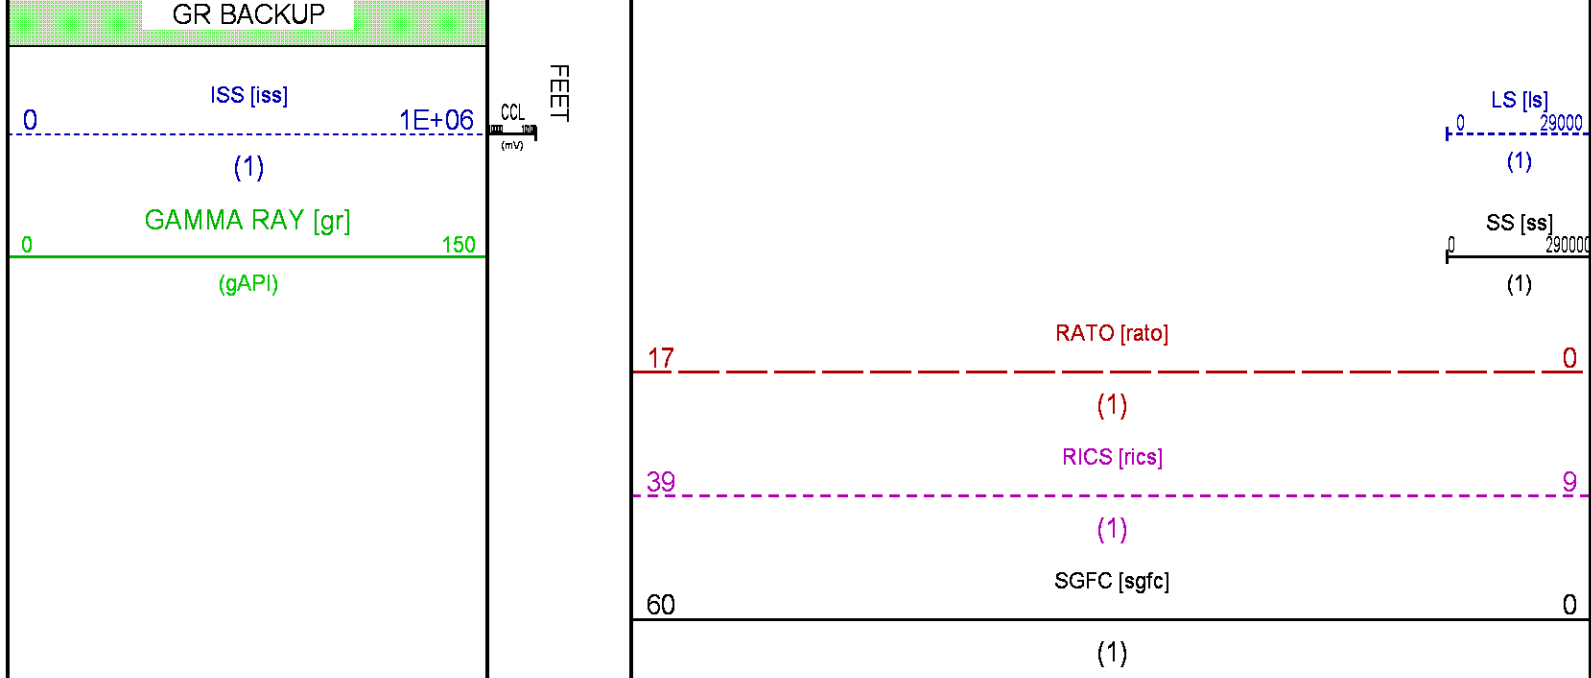 GR BACKUP
ISS [iss]
0 1E+06
(1)
GAMMA RAY [gr]
0 150
(gAPI)
CCL
(mV)
FEET
LS [ls]
0 29000
(1)
SS [ss]
0 290000
(1)
RATO [rato]
17 0
(1)
RICS [rics]
39 9
(1)
SGFC [sgfc]
60 0
(1)